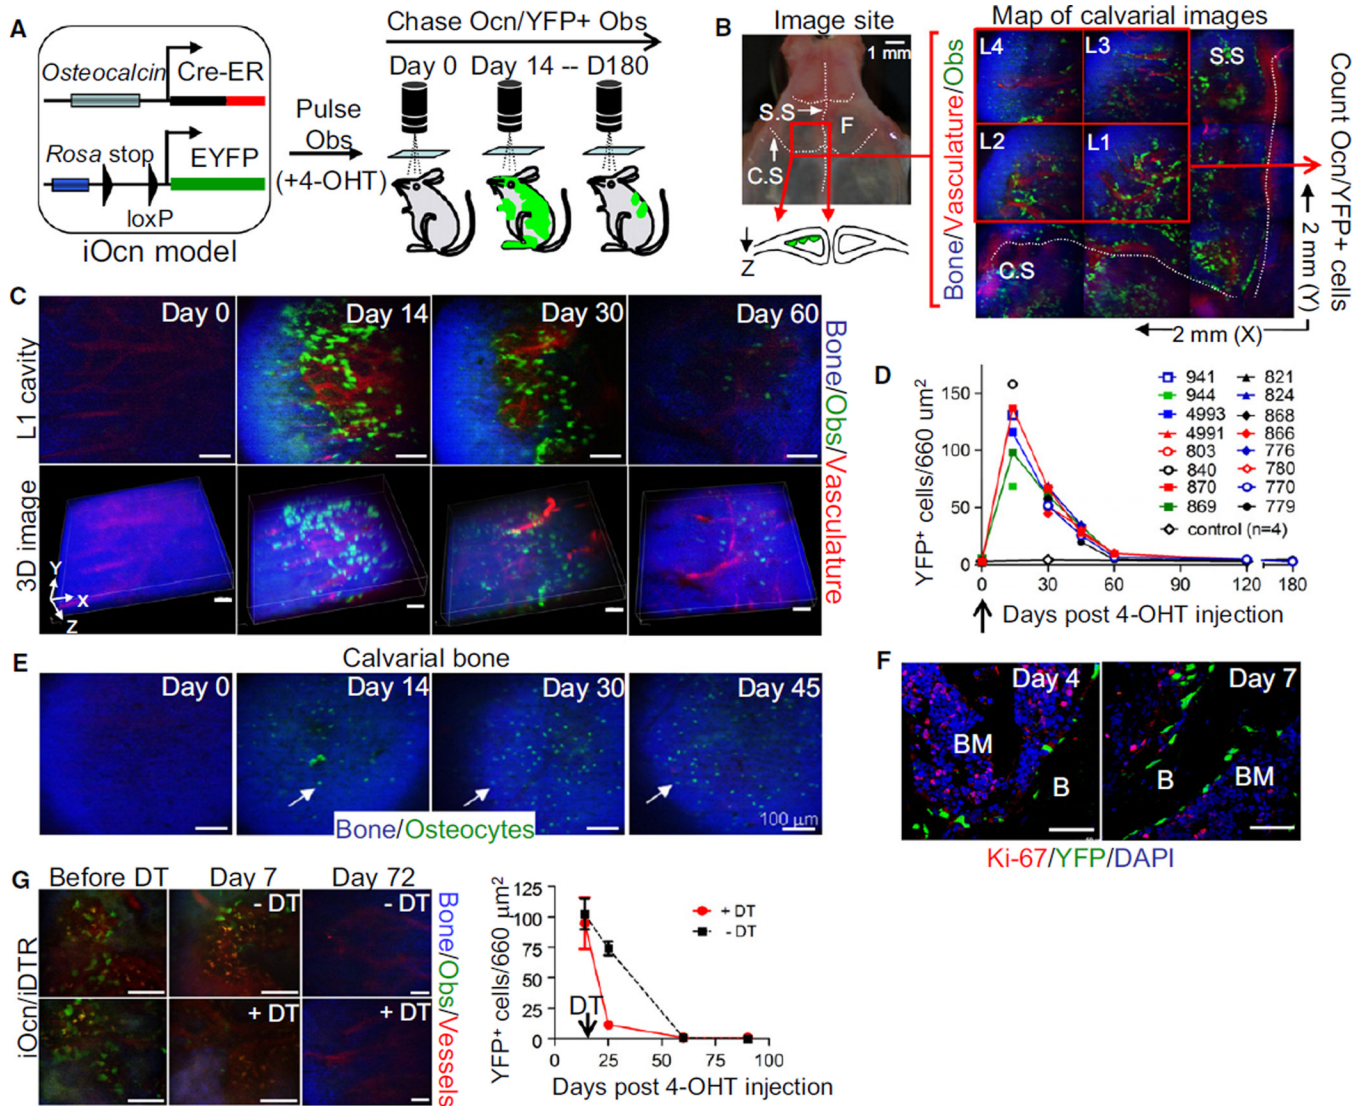 A
Osteocalcin
Cre-ER
Rosa stop
EYFP
loxP
iOcn model
Pulse
Obs
(+4-OHT)
Chase Ocn/YFP+ Obs
Day 0 Day 14 -- D180
B
Image site
1 mm
S.S
F
C.S
Z
Map of calvarial images
Bone/Vasculature/Obs
L4
L3
S.S
L2
L1
C.S
2 mm (X)
2 mm (Y)
Count Ocn/YFP+ cells
C
L1 cavity
Day 0
Day 14
Day 30
Day 60
3D image
Y
X
Z
Bone/Obs/Vasculature
D
YFP+ cells/660 um2
150
100
50
0
0 30 60 90 120 180
Days post 4-OHT injection
941 821
944 824
4993 868
4991 866
803 776
840 780
870 770
869 779
control (n=4)
E
Calvarial bone
Day 0
Day 14
Day 30
Day 45
100 µm
Bone/Osteocytes
F
Day 4
BM
B
Day 7
B
BM
Ki-67/YFP/DAPI
G
Before DT Day 7 Day 72
iOcn/iDTR
- DT
- DT
+ DT
+ DT
Bone/Obs/Vessels
YFP+ cells/660 µm2
125
100
75
50
25
0
0 25 50 75 100
DT
+ DT
- DT
Days post 4-OHT injection